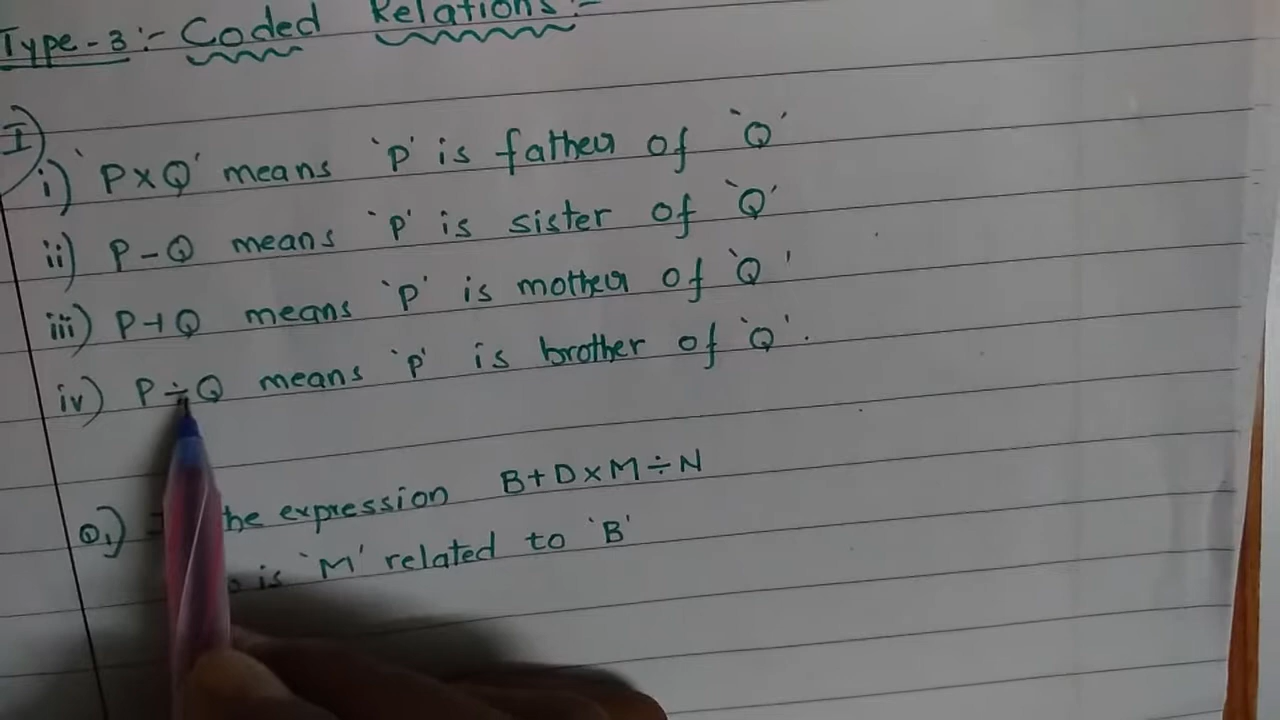 Type-3:- Coded Relations:-
I)
i) 'P×Q' means 'P' is father of 'Q'
ii) P-Q means 'P' is sister of 'Q'
iii) P+Q means 'P' is mother of 'Q'
iv) P÷Q means 'P' is brother of 'Q'.
Q.) he expression B+D×M÷N
is 'M' related to 'B'